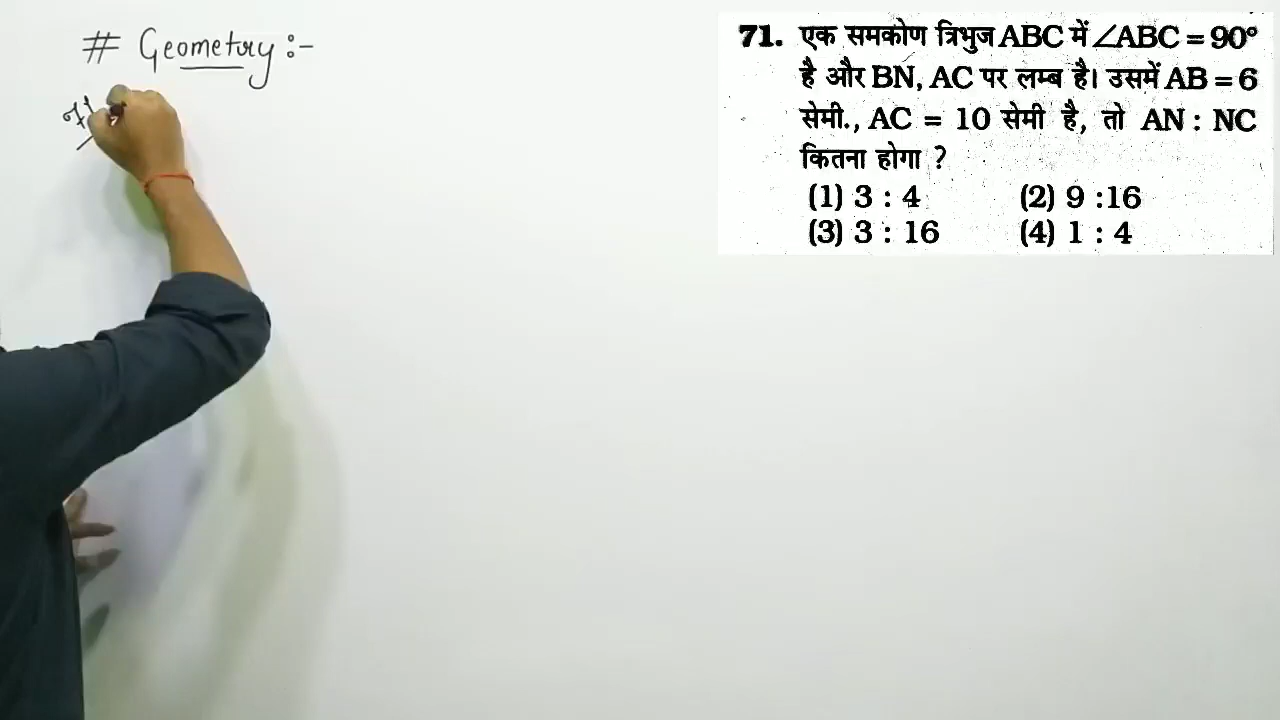 # Geometry :-
71. एक समकोण त्रिभुज ABC में ∠ABC = 90°
है और BN, AC पर लम्ब है। उसमें AB = 6
सेमी., AC = 10 सेमी है, तो AN : NC
कितना होगा ?
(1) 3 : 4 (2) 9 :16
(3) 3 : 16 (4) 1 : 4